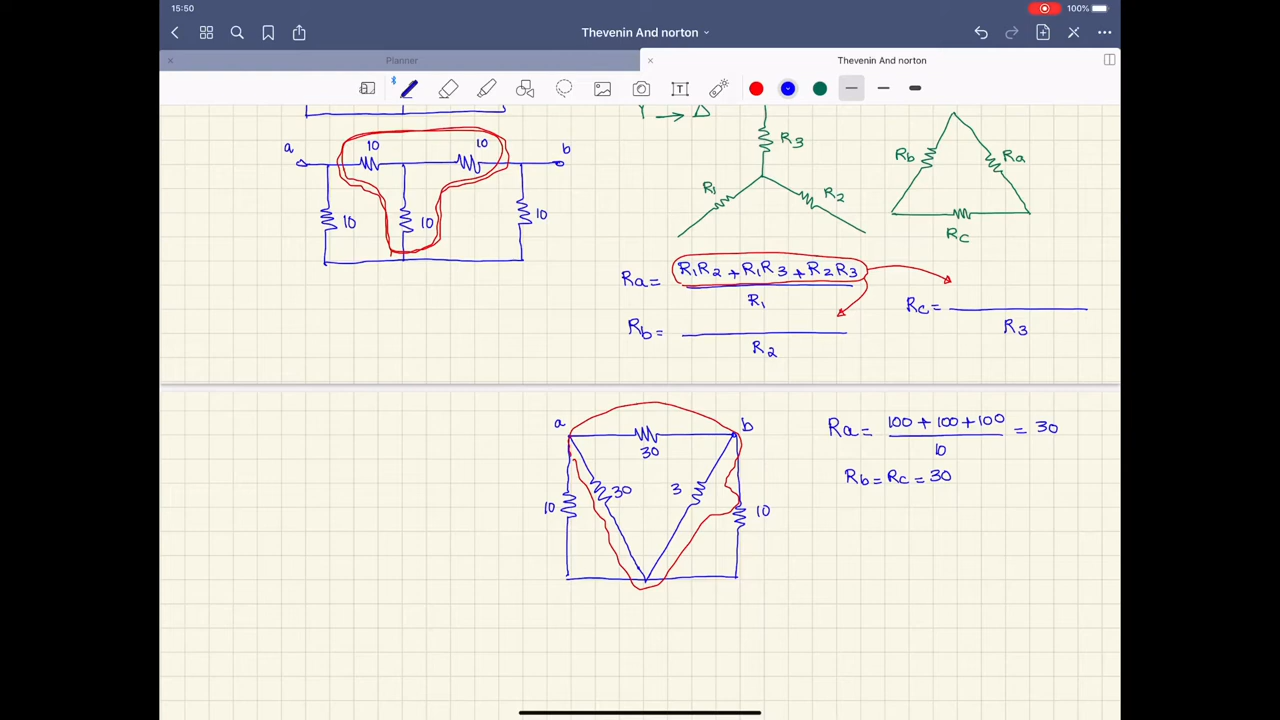 15:50
100%
Thevenin And norton
Planner
Thevenin And norton
T
Y → Δ
R3
R1
R2
Rb
Ra
Rc
a
10
10
b
10
10
10
Ra = R1R2 + R1R3 + R2R3
R1
Rb =
R2
Rc =
R3
a
b
30
10
30
3
10
Ra = 100 + 100 + 100 = 30
10
Rb = Rc = 30